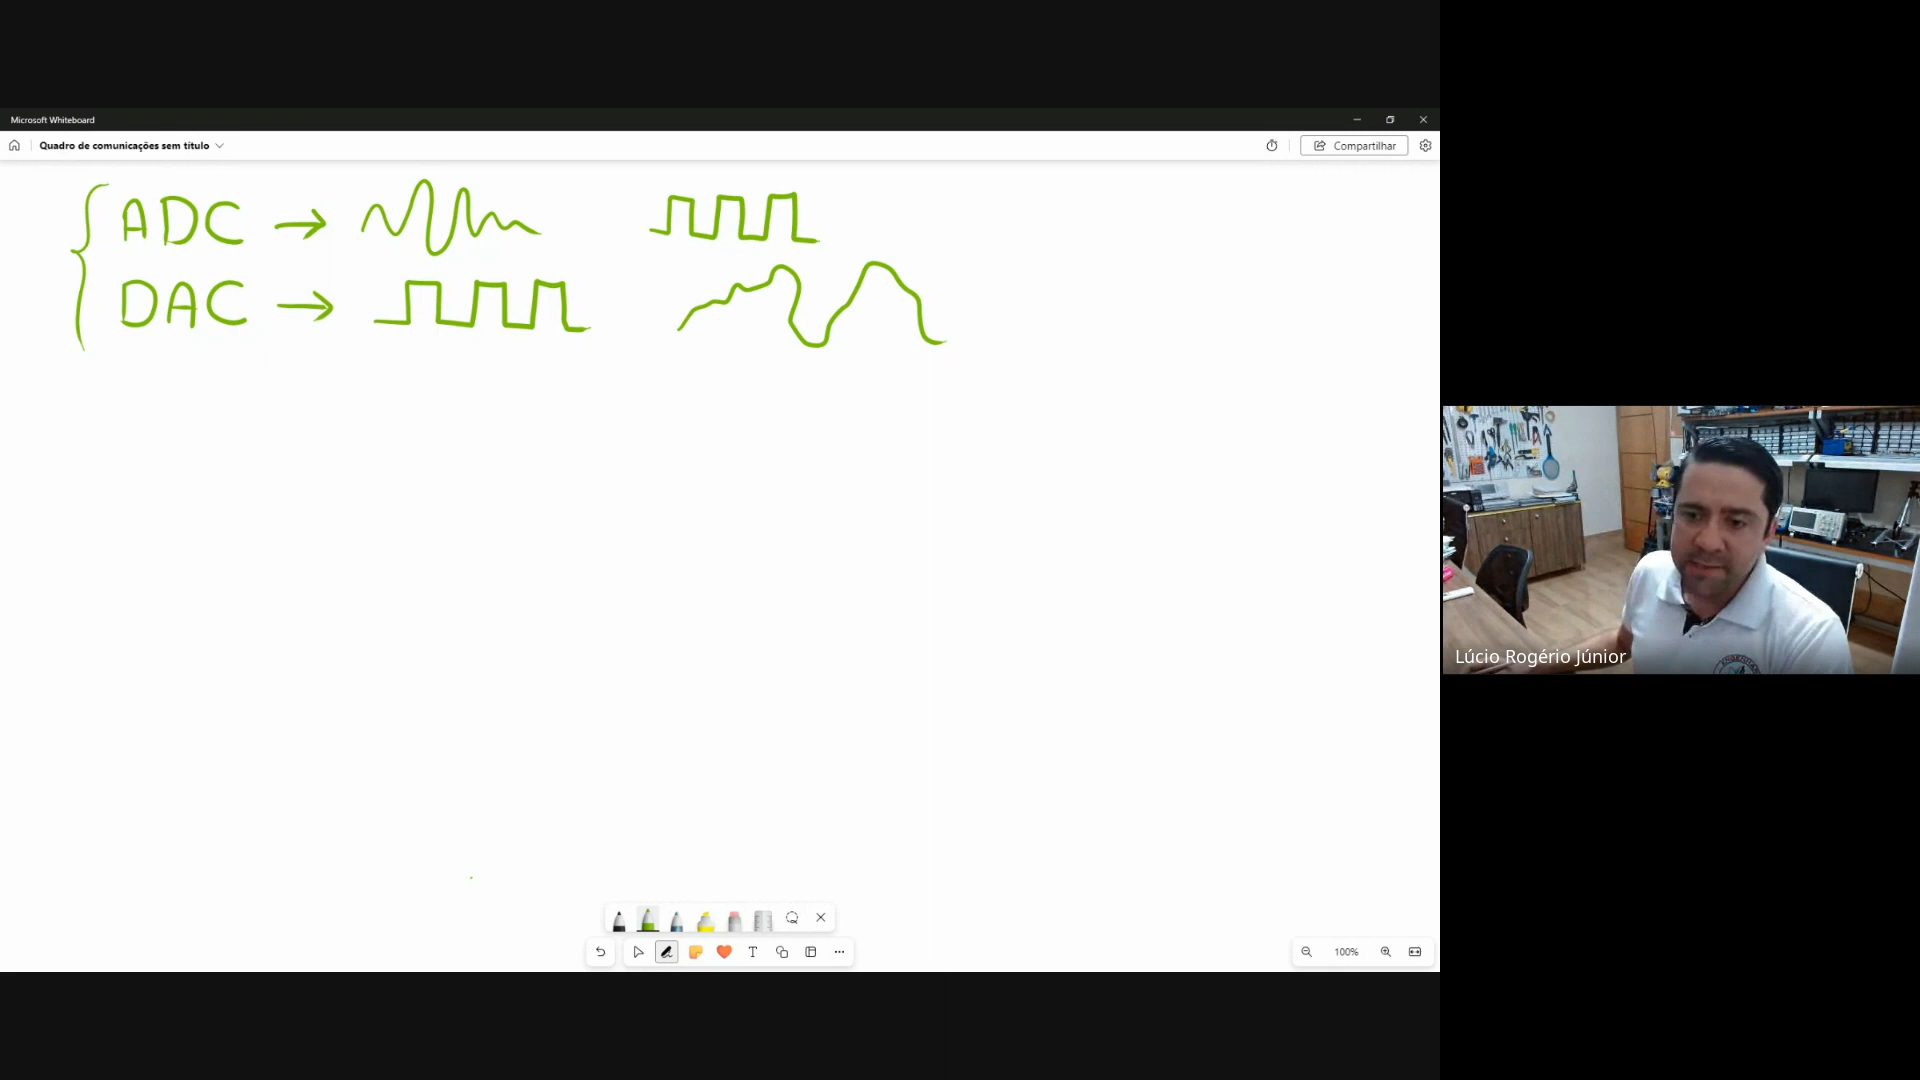 Microsoft Whiteboard
Quadro de comunicações sem título
Compartilhar
ADC →
DAC →
Lúcio Rogério Júnior
100%